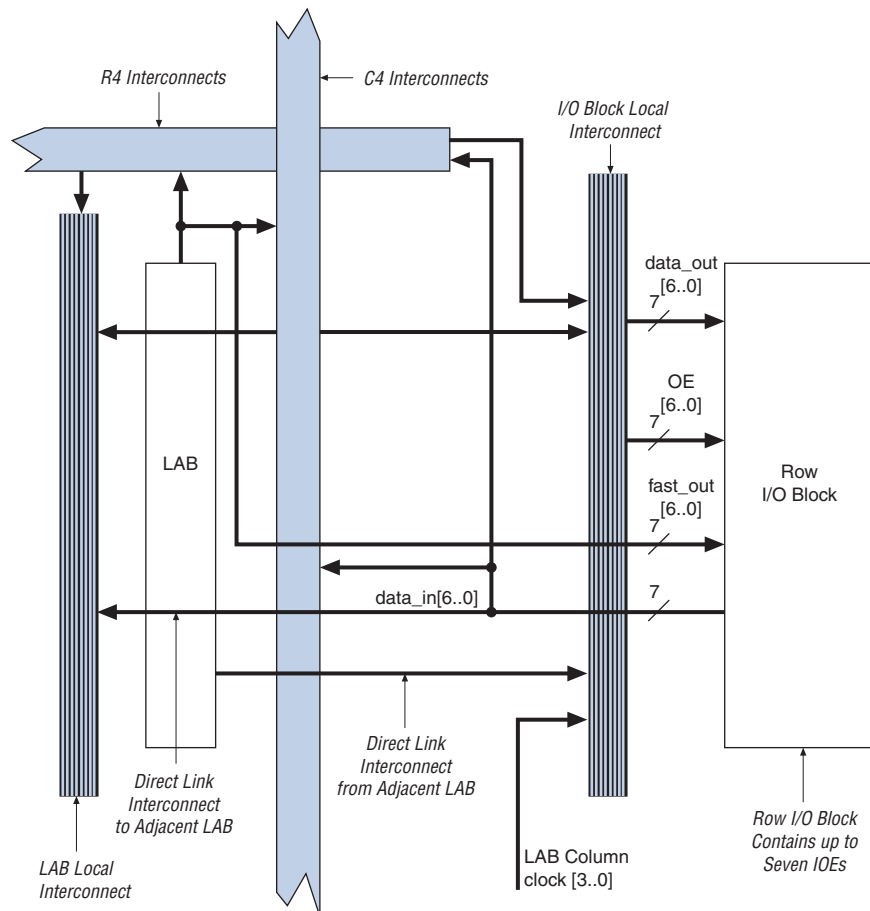 R4 Interconnects
C4 Interconnects
I/O Block Local
Interconnect
data_out
[6..0]
7
OE
[6..0]
7
LAB
Row
I/O Block
fast_out
[6..0]
7
data_in[6..0]
7
Direct Link
Interconnect
to Adjacent LAB
Direct Link
Interconnect
from Adjacent LAB
LAB Local
Interconnect
LAB Column
clock [3..0]
Row I/O Block
Contains up to
Seven IOEs